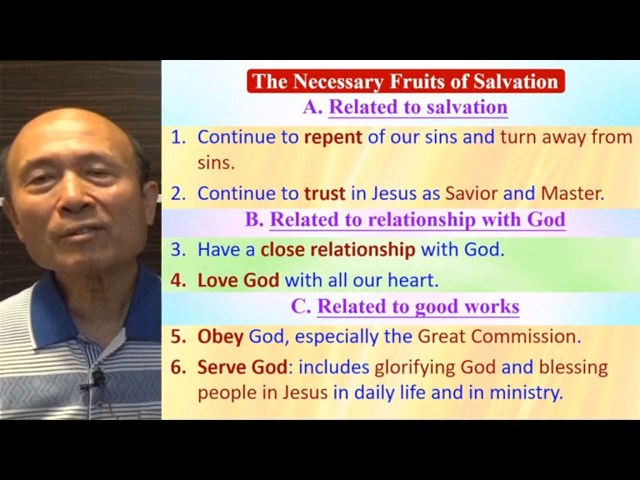 The Necessary Fruits of Salvation
A. Related to salvation
1. Continue to repent of our sins and turn away from
sins.
2. Continue to trust in Jesus as Savior and Master.
B. Related to relationship with God
3. Have a close relationship with God.
4. Love God with all our heart.
C. Related to good works
5. Obey God, especially the Great Commission.
6. Serve God: includes glorifying God and blessing
people in Jesus in daily life and in ministry.